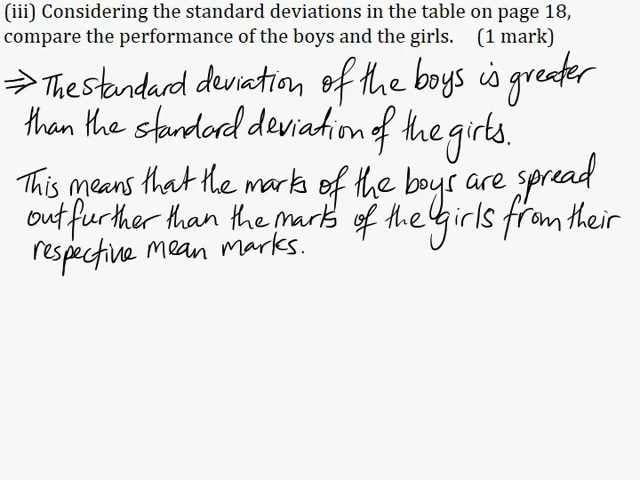 (iii) Considering the standard deviations in the table on page 18,
compare the performance of the boys and the girls. (1 mark)
⇒ The standard deviation of the boys is greater
than the standard deviation of the girls.
This means that the marks of the boys are spread
out further than the marks of the girls from their
respective mean marks.